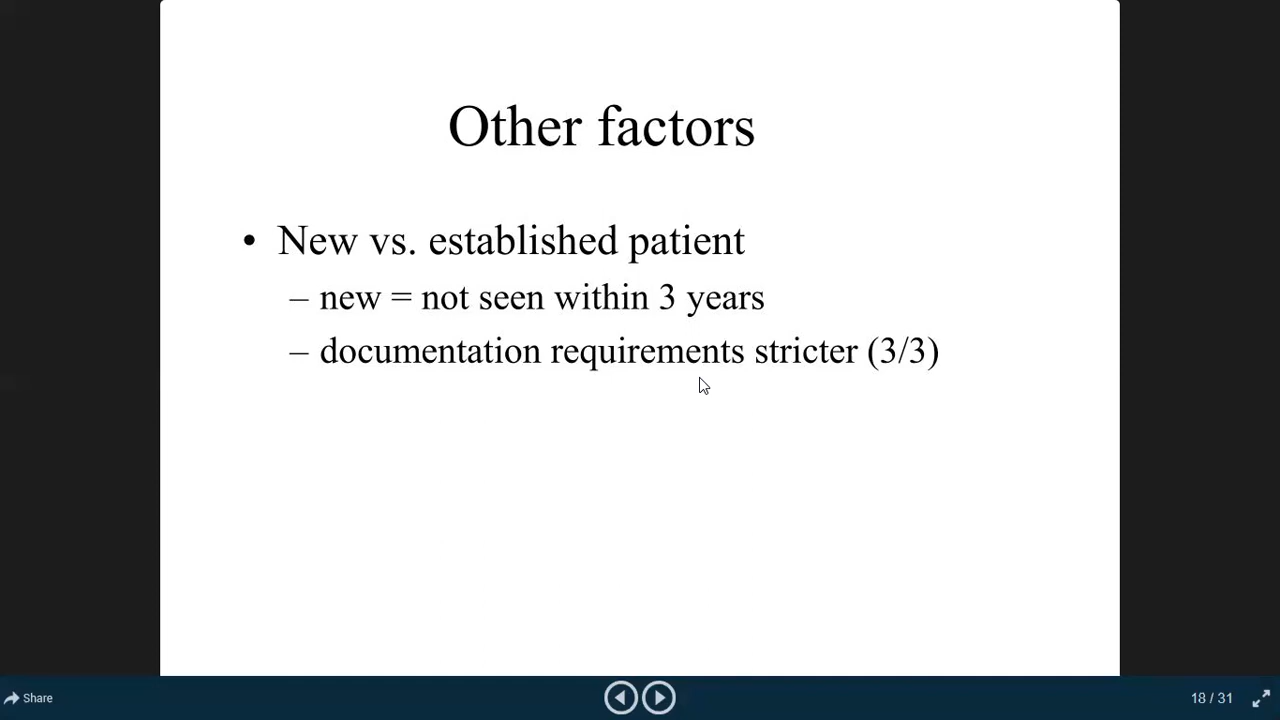 Other factors
• New vs. established patient
– new = not seen within 3 years
– documentation requirements stricter (3/3)
Share
18 / 31